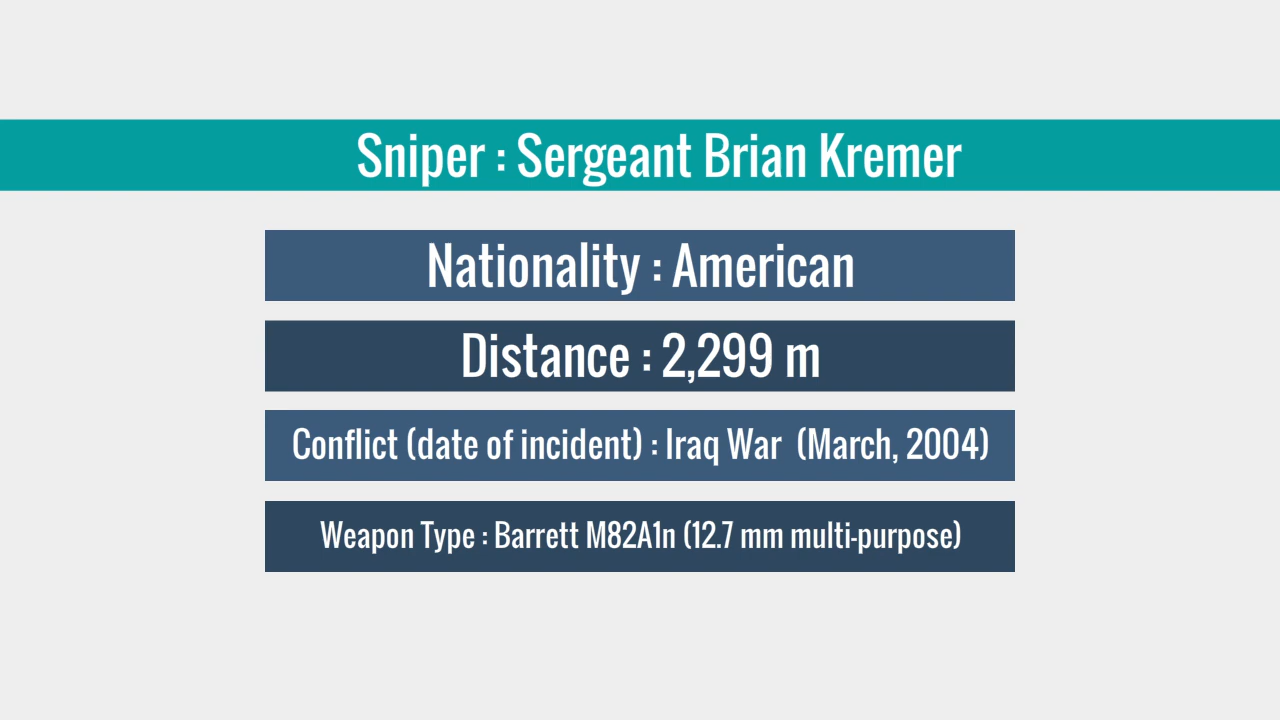 Sniper : Sergeant Brian Kremer
Nationality : American
Distance : 2,299 m
Conflict (date of incident) : Iraq War (March, 2004)
Weapon Type : Barrett M82A1n (12.7 mm multi-purpose)